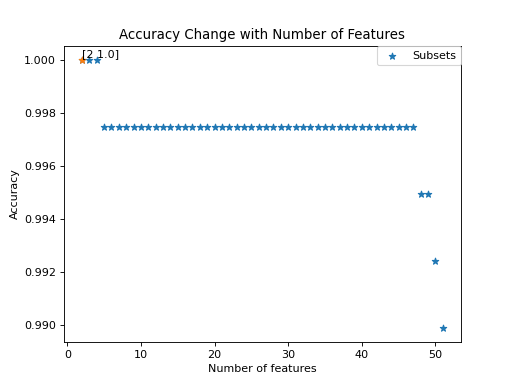 Accuracy Change with Number of Features
[2,1.0]
Subsets
1.000
0.998
0.996
0.994
0.992
0.990
Accuracy
0 10 20 30 40 50
Number of features